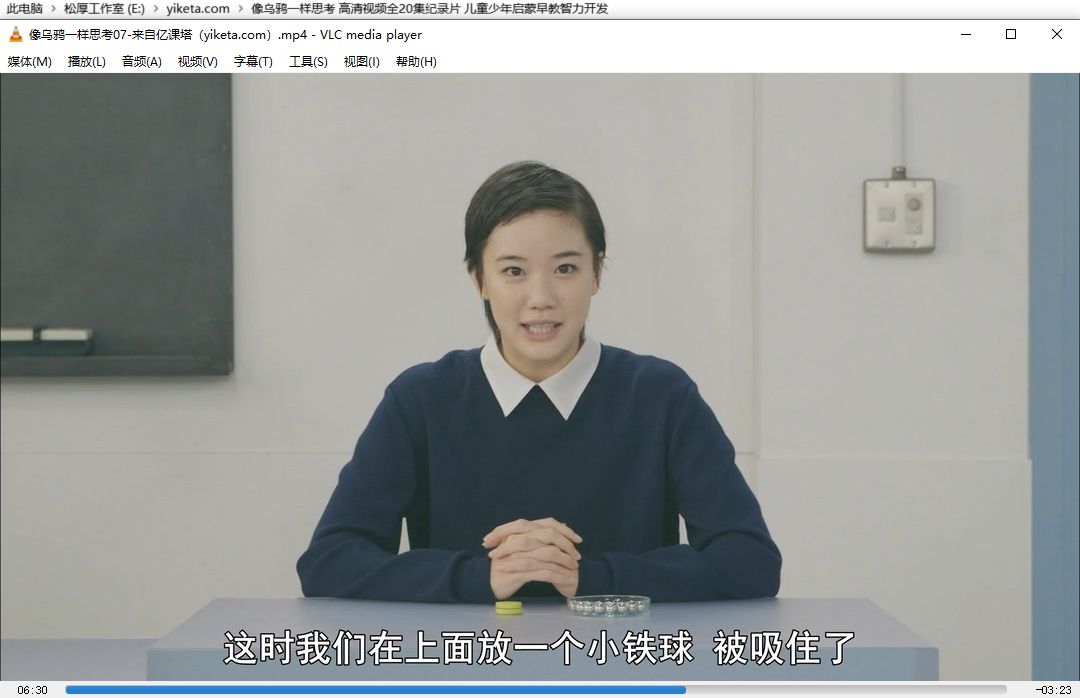 此电脑 > 松厚工作室 (E:) > yiketa.com > 像乌鸦一样思考 高清视频全20集纪录片 儿童少年启蒙早教智力开发
像乌鸦一样思考07-来自亿课塔（yiketa.com）.mp4 - VLC media player
媒体(M) 播放(L) 音频(A) 视频(V) 字幕(T) 工具(S) 视图(I) 帮助(H)
这时我们在上面放一个小铁球 被吸住了
06:30 -03:23